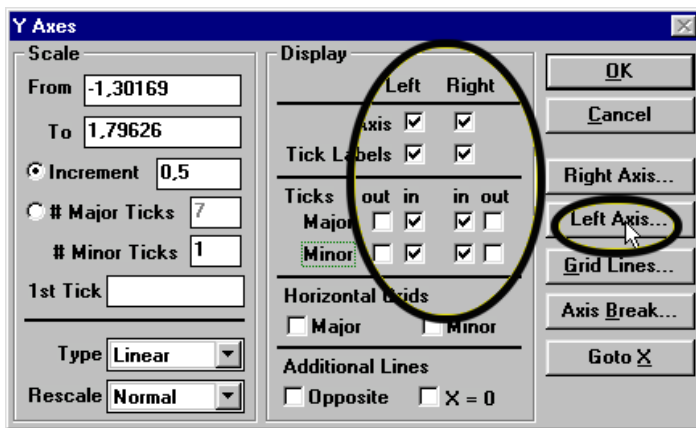 Y Axes
Scale
From -1,30169
To 1,79626
Increment 0,5
# Major Ticks 7
# Minor Ticks 1
1st Tick
Type Linear
Rescale Normal
Display
Left Right
Axis
Tick Labels
Ticks out in in out
Major
Minor
Horizontal Grids
Major Minor
Additional Lines
Opposite X = 0
OK
Cancel
Right Axis...
Left Axis...
Grid Lines...
Axis Break...
Goto X